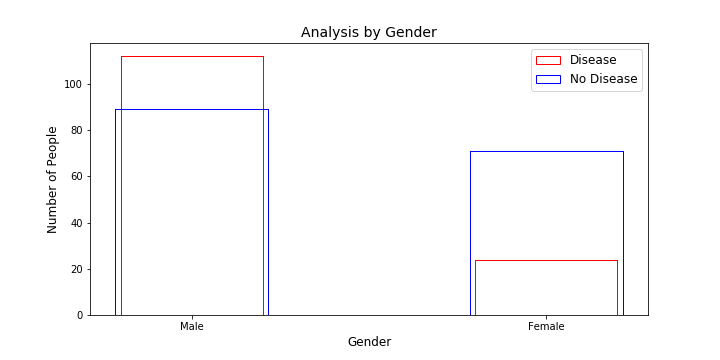 Analysis by Gender
Disease
No Disease
100
80
60
40
20
0
Number of People
Male
Female
Gender